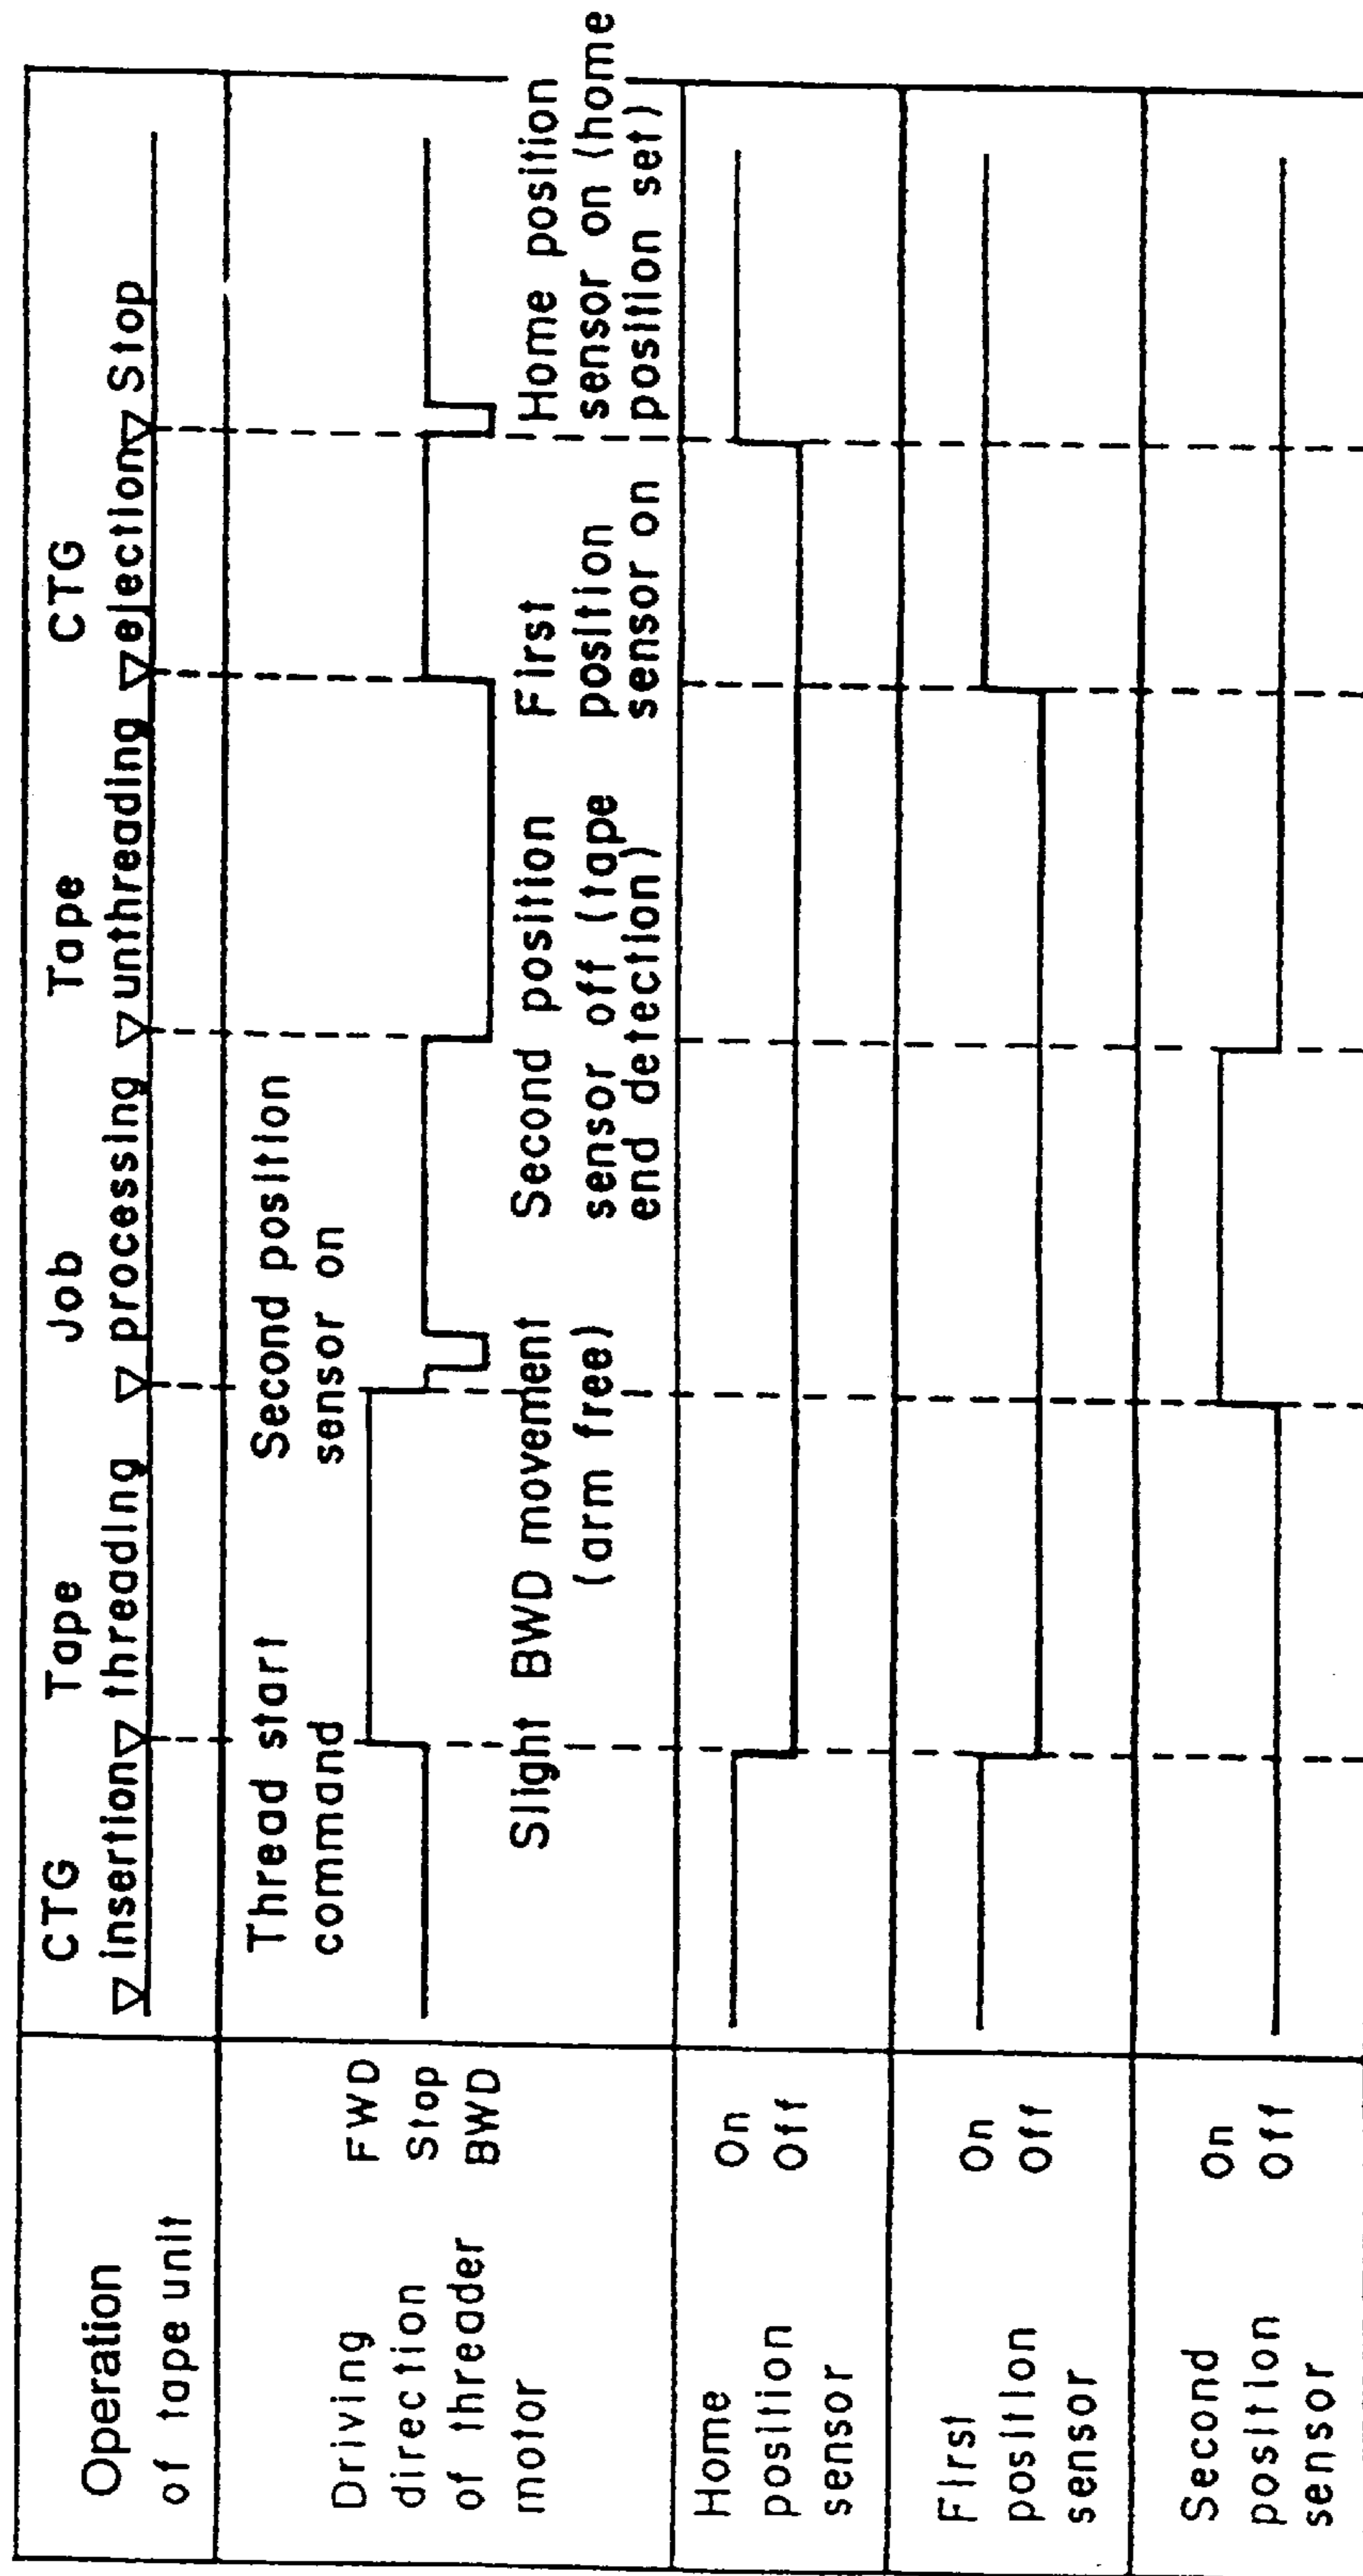 Operation
of tape unit
CTG Tape Job Tape CTG
insertion threading processing unthreading ejection Stop
Driving
direction
of threader
motor
FWD
Stop
BWD
Thread start
command
Second position
sensor on
Slight BWD movement
(arm free)
Second position
sensor off (tape
end detection)
First
position
sensor on
Home position
sensor on (home
position set)
Home
position
sensor
On
Off
First
position
sensor
On
Off
Second
position
sensor
On
Off